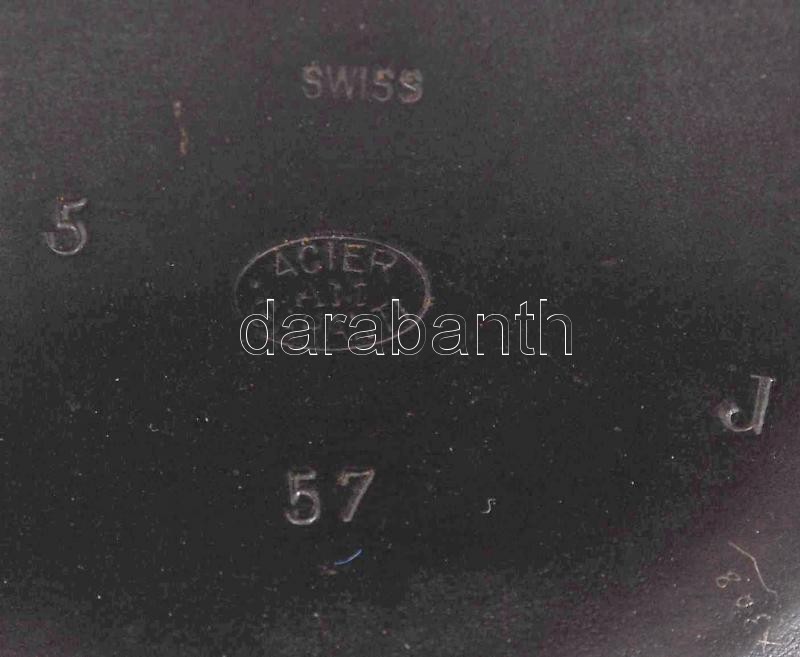 SWISS
5
ACIER
darabanth
J
57